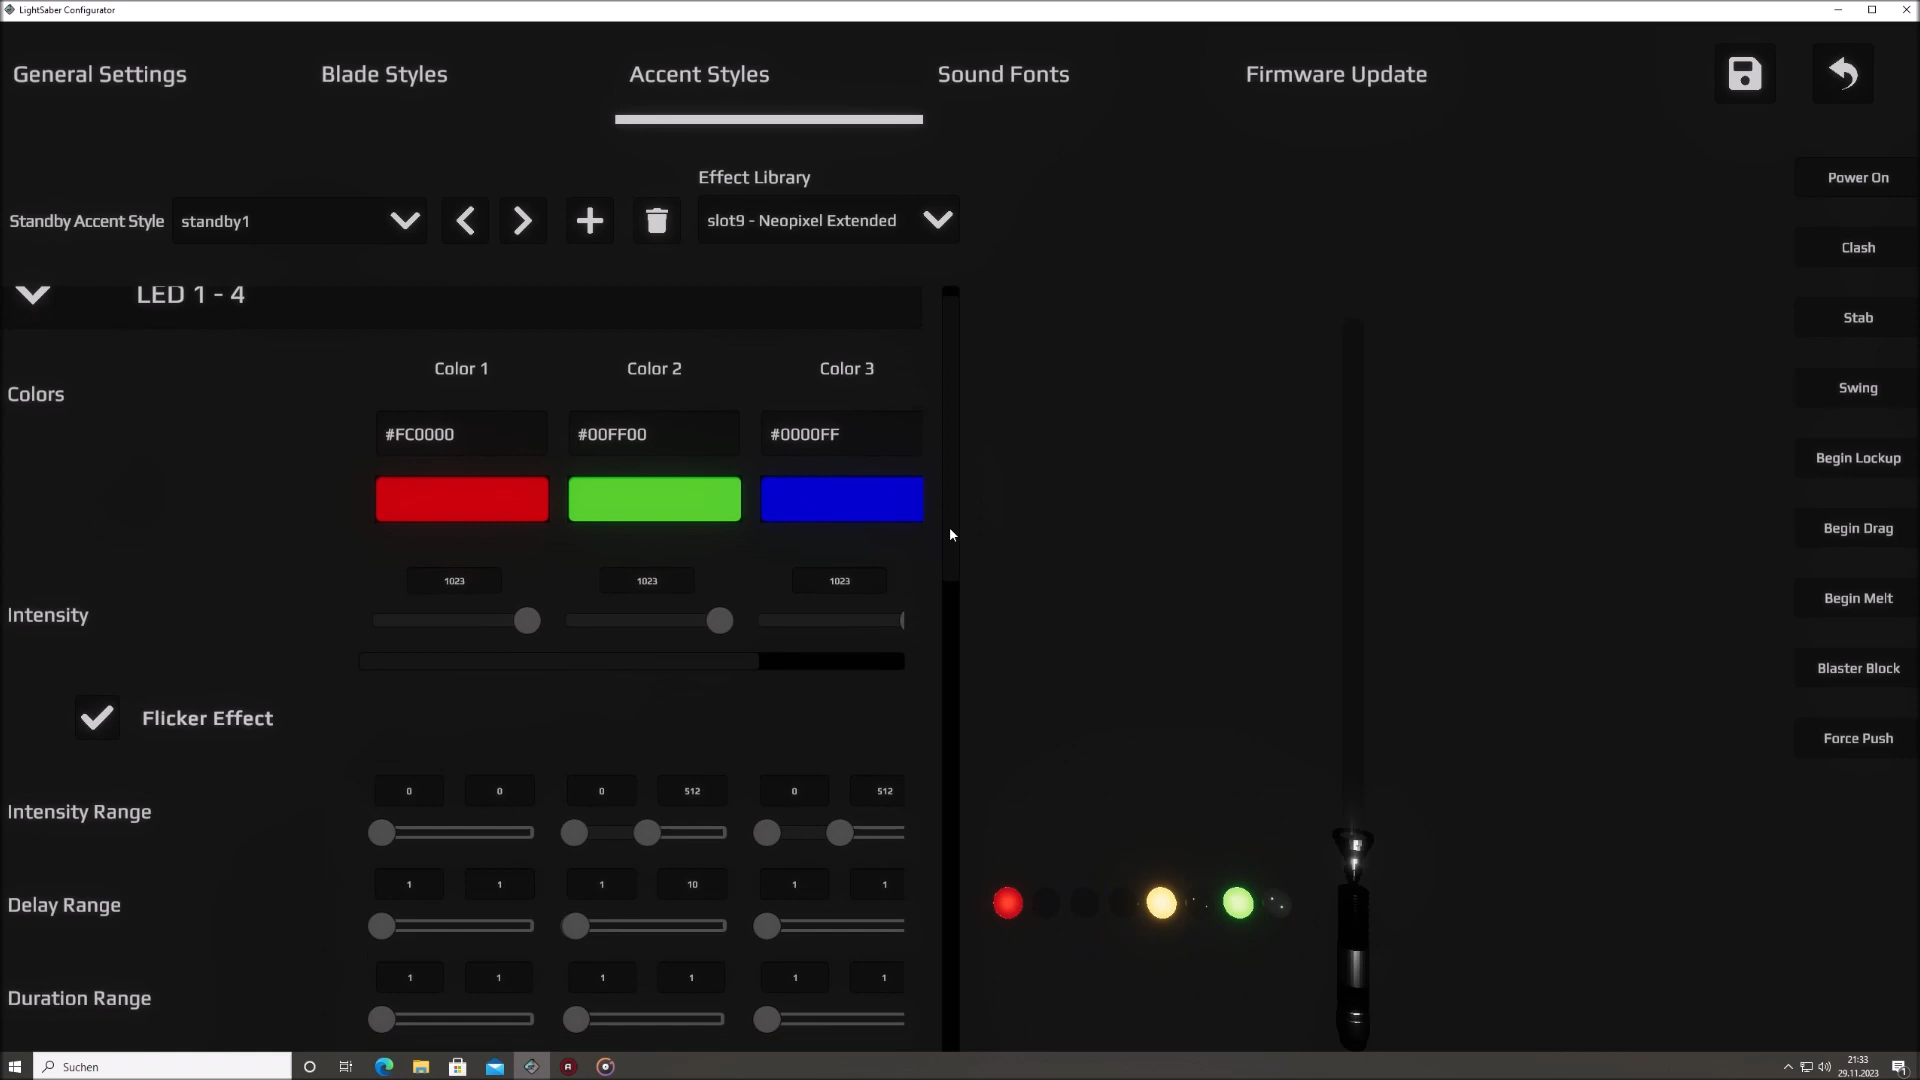 LightSaber Configurator
General Settings
Blade Styles
Accent Styles
Sound Fonts
Firmware Update
Effect Library
Standby Accent Style
standby1
slot9 - Neopixel Extended
Power On
Clash
Stab
Swing
Begin Lockup
Begin Drag
Begin Melt
Blaster Block
Force Push
LED 1 - 4
Color 1
Color 2
Color 3
Colors
#FC0000
#00FF00
#0000FF
1023
1023
1023
Intensity
Flicker Effect
0
0
0
512
0
512
Intensity Range
1
1
1
10
1
1
Delay Range
1
1
1
1
1
1
Duration Range
Suchen
21:33
29.11.2023
1